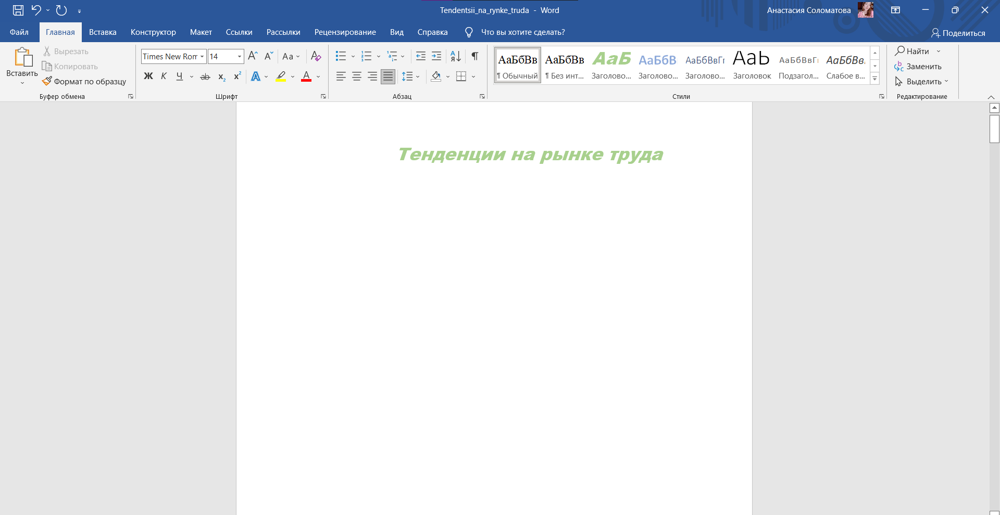 Tendentsii_na_rynke_truda - Word
Анастасия Соломатова
Файл Главная Вставка Конструктор Макет Ссылки Рассылки Рецензирование Вид Справка Что вы хотите сделать? Поделиться
Вставить
Вырезать
Копировать
Формат по образцу
Буфер обмена
Times New Ron 14
Aa
Ж К Ч ab x₂ x² A A
Шрифт
Абзац
АаБбВв АаБбВв АаБ АаБбВ АаБбВвГг АаЬ АаБбВвГг АаБбВв
¶ Обычный ¶ Без инт... Заголово... Заголово... Заголово... Заголовок Подзагол... Слабое в...
Стили
Найти
Заменить
Выделить
Редактирование
Тенденции на рынке труда